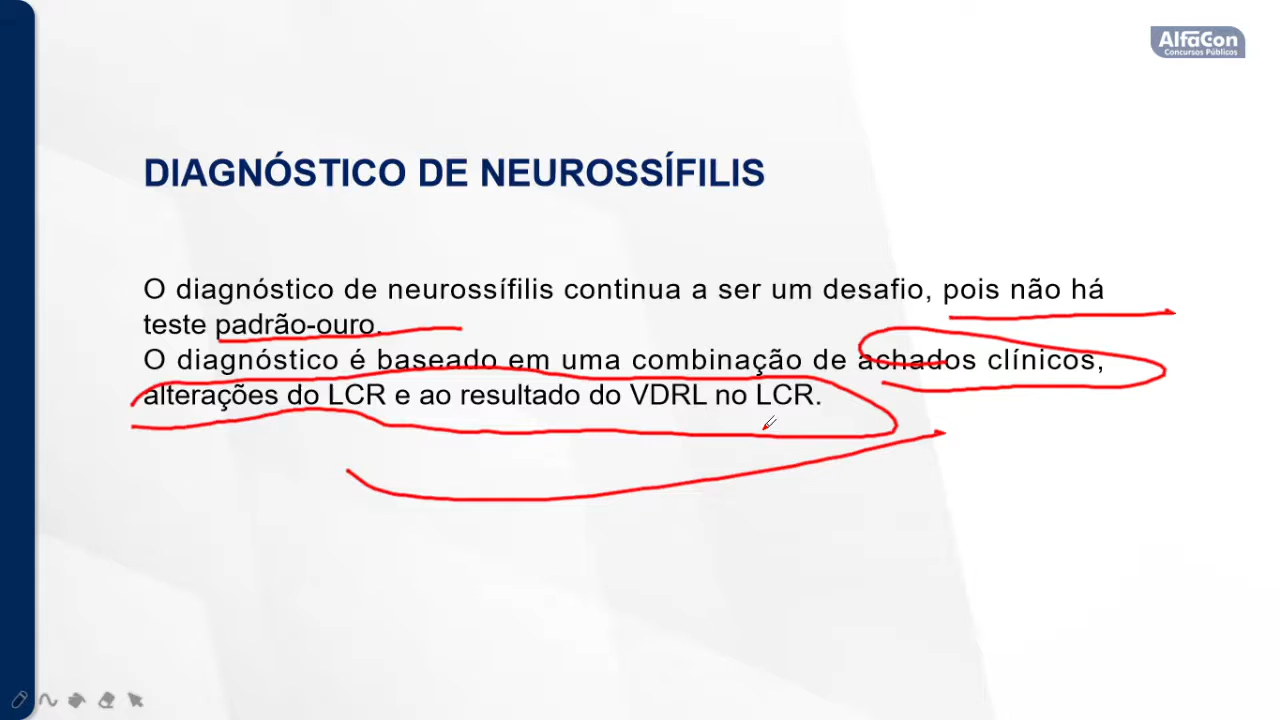 AlfaCon
Concursos Públicos
DIAGNÓSTICO DE NEUROSSÍFILIS
O diagnóstico de neurossífilis continua a ser um desafio, pois não há
teste padrão-ouro.
O diagnóstico é baseado em uma combinação de achados clínicos,
alterações do LCR e ao resultado do VDRL no LCR.